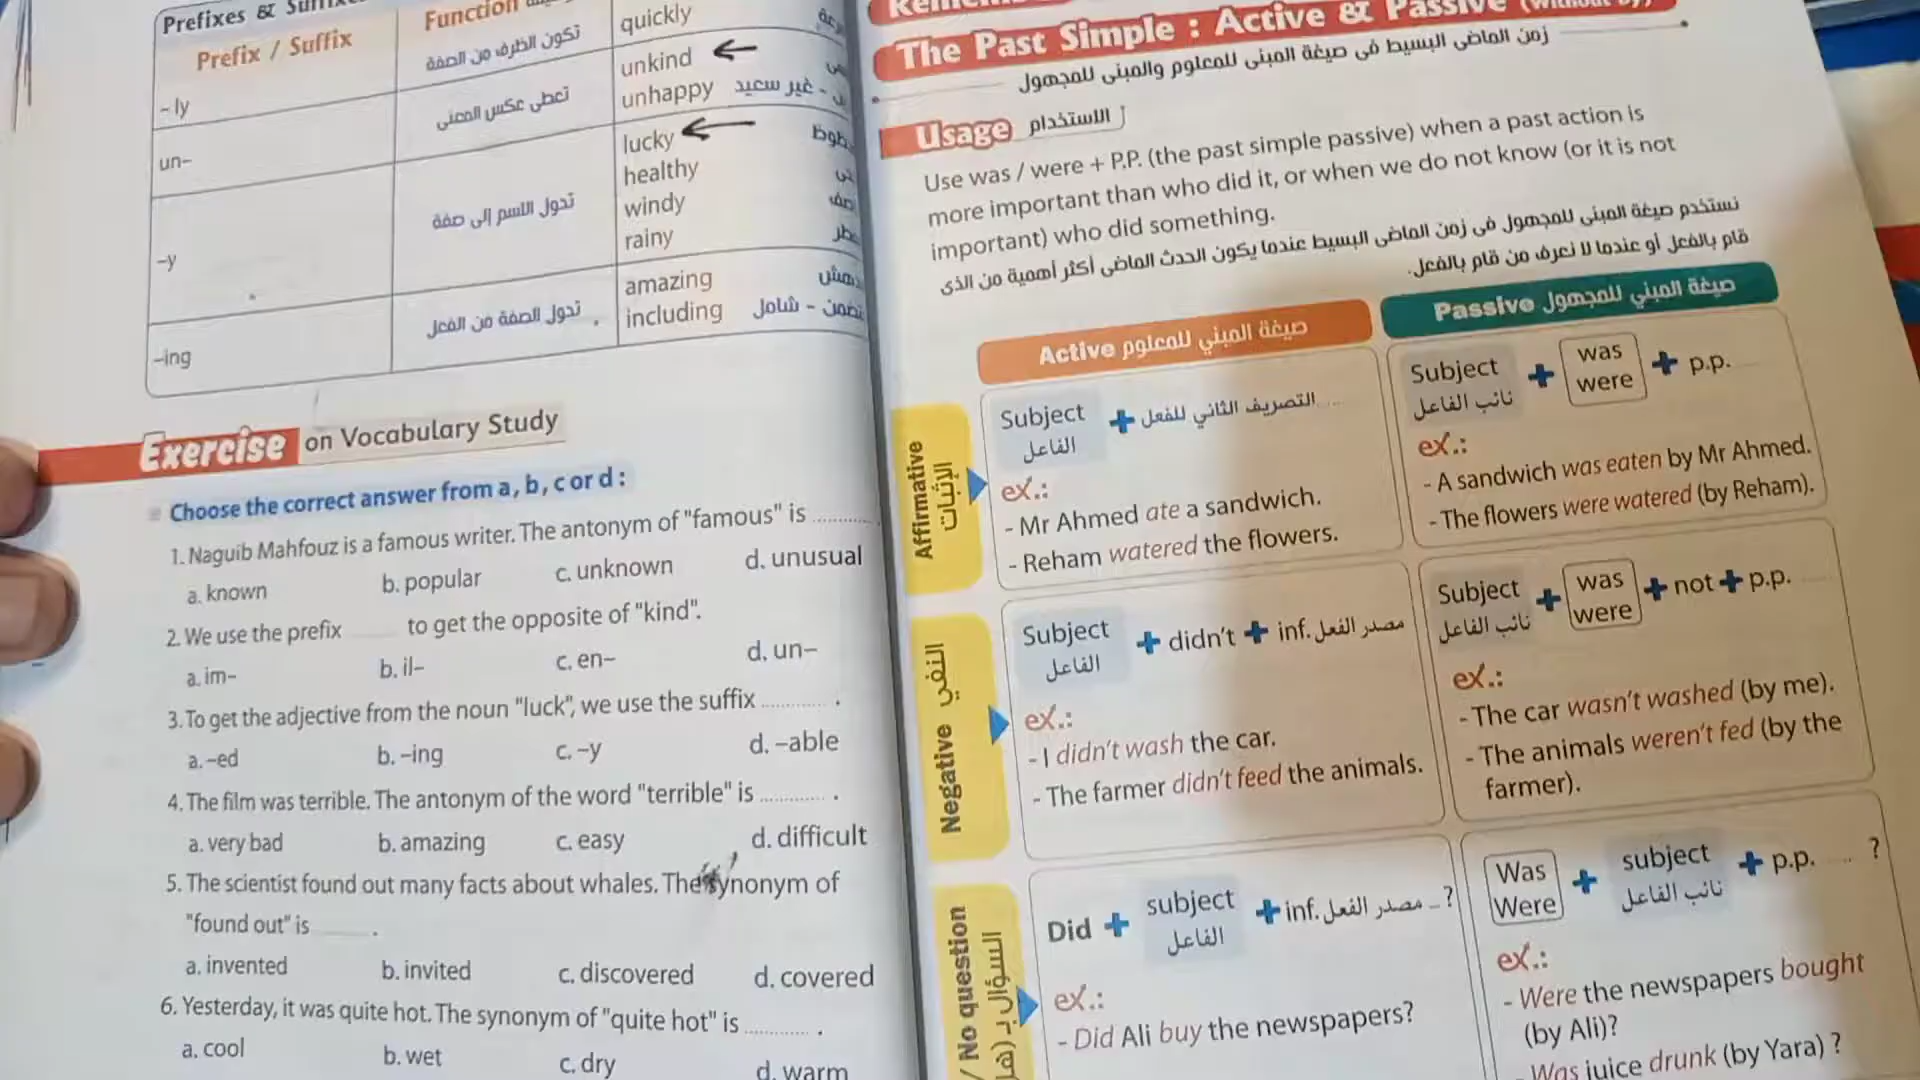 Prefixes &
Prefix / Suffix
Function
– ly
تكون الظرف من الصفة
quickly
un–
تعطى عكس المعنى
unkind
unhappy غير سعيد -
–y
تحول الاسم إلى صفة
lucky
healthy
windy
rainy
–ing
تحول الصفة من الفعل
amazing
including - شامل
Exercise on Vocabulary Study
Choose the correct answer from a, b, c or d :
1. Naguib Mahfouz is a famous writer. The antonym of "famous" is ............
a. known b. popular c. unknown d. unusual
2. We use the prefix ........ to get the opposite of "kind".
a. im– b. il– c. en– d. un–
3. To get the adjective from the noun "luck", we use the suffix ............ .
a. –ed b. –ing c. –y d. –able
4. The film was terrible. The antonym of the word "terrible" is ............ .
a. very bad b. amazing c. easy d. difficult
5. The scientist found out many facts about whales. The synonym of
"found out" is ............ .
a. invented b. invited c. discovered d. covered
6. Yesterday, it was quite hot. The synonym of "quite hot" is ............ .
a. cool b. wet c. dry d. warm
The Past Simple : Active & Passive
زمن الماضى البسيط فى صيغة المبنى للمعلوم والمبنى للمجهول
Usage الاستخدام
Use was / were + P.P. (the past simple passive) when a past action is
more important than who did it, or when we do not know (or it is not
important) who did something.
نستخدم صيغة المبنى للمجهول فى زمن الماضى البسيط عندما يكون الحدث الماضى أكثر أهمية من الذى
قام بالفعل أو عندما لا نعرف من قام بالفعل.
Active صيغة المبني للمعلوم
Passive صيغة المبني للمجهول
Affirmative الإثبات
Subject الفاعل + التصريف الثاني للفعل ....
ex.:
- Mr Ahmed ate a sandwich.
- Reham watered the flowers.
Subject نائب الفاعل + was were + p.p. ....
ex.:
- A sandwich was eaten by Mr Ahmed.
- The flowers were watered (by Reham).
Negative النفي
Subject الفاعل + didn't + inf. مصدر الفعل
ex.:
- I didn't wash the car.
- The farmer didn't feed the animals.
Subject نائب الفاعل + was were + not + p.p. ....
ex.:
- The car wasn't washed (by me).
- The animals weren't fed (by the
farmer).
/ No question السؤال بـ (هل
Did + subject الفاعل + inf. مصدر الفعل ...?
ex.:
- Did Ali buy the newspapers?
Was Were + subject نائب الفاعل + p.p. .... ?
ex.:
- Were the newspapers bought
(by Ali)?
- Was juice drunk (by Yara) ?